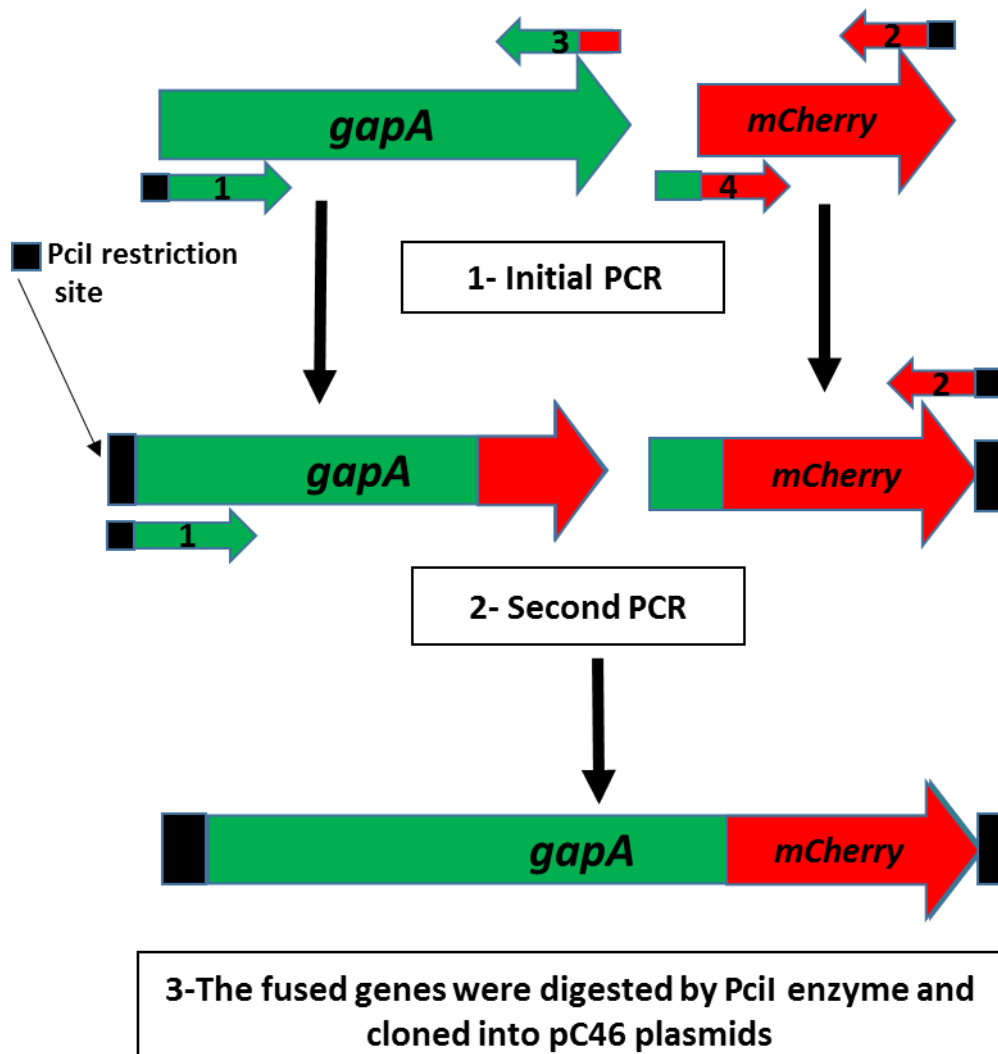 3
2
gapA
mCherry
1
4
PciI restriction
site
1- Initial PCR
2
gapA
mCherry
1
2- Second PCR
gapA
mCherry
3-The fused genes were digested by PciI enzyme and
cloned into pC46 plasmids